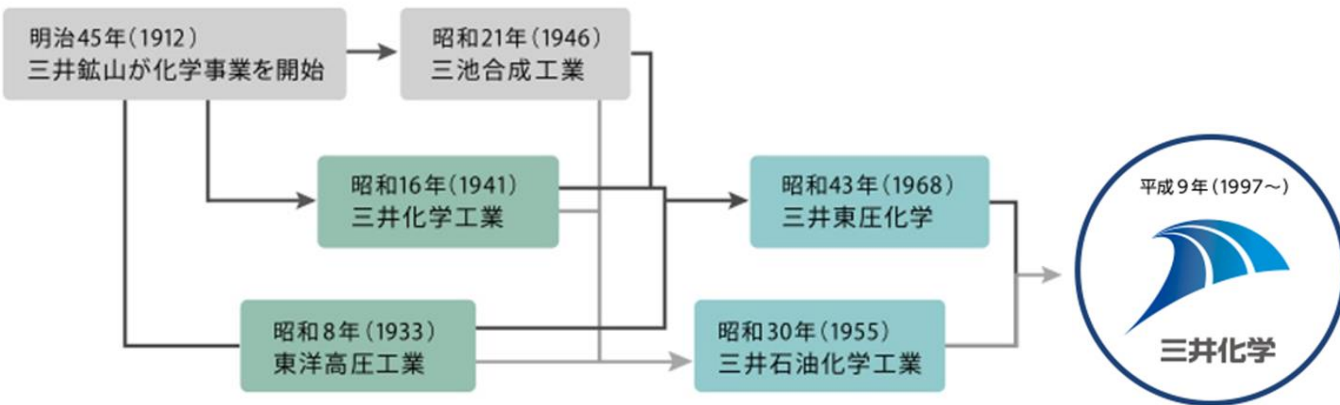 明治45年(1912)
三井鉱山が化学事業を開始
昭和21年(1946)
三池合成工業
昭和16年(1941)
三井化学工業
昭和43年(1968)
三井東圧化学
平成9年(1997～)
三井化学
昭和8年(1933)
東洋高圧工業
昭和30年(1955)
三井石油化学工業